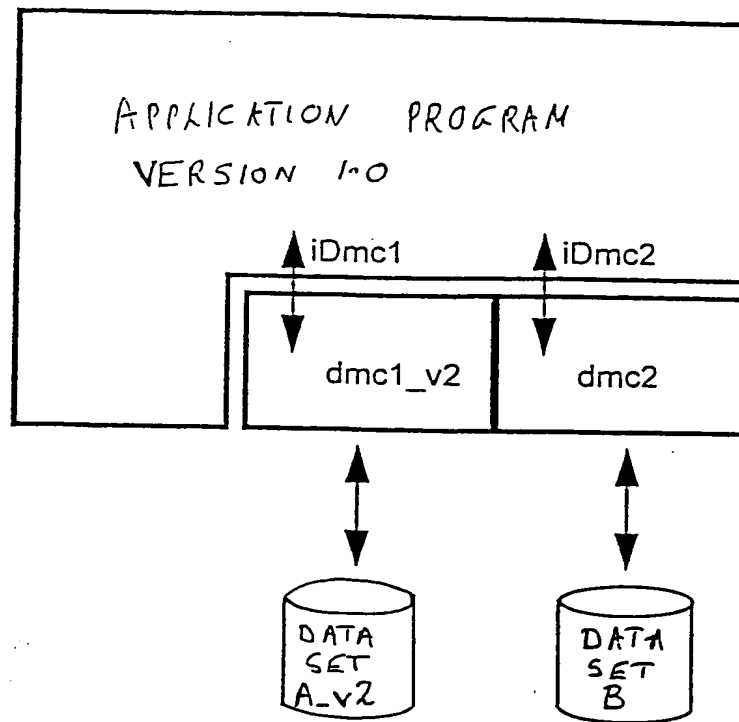 APPLICATION PROGRAM
VERSION 1.0
iDmc1 iDmc2
dmc1_v2 dmc2
DATA
SET
A_v2
DATA
SET
B